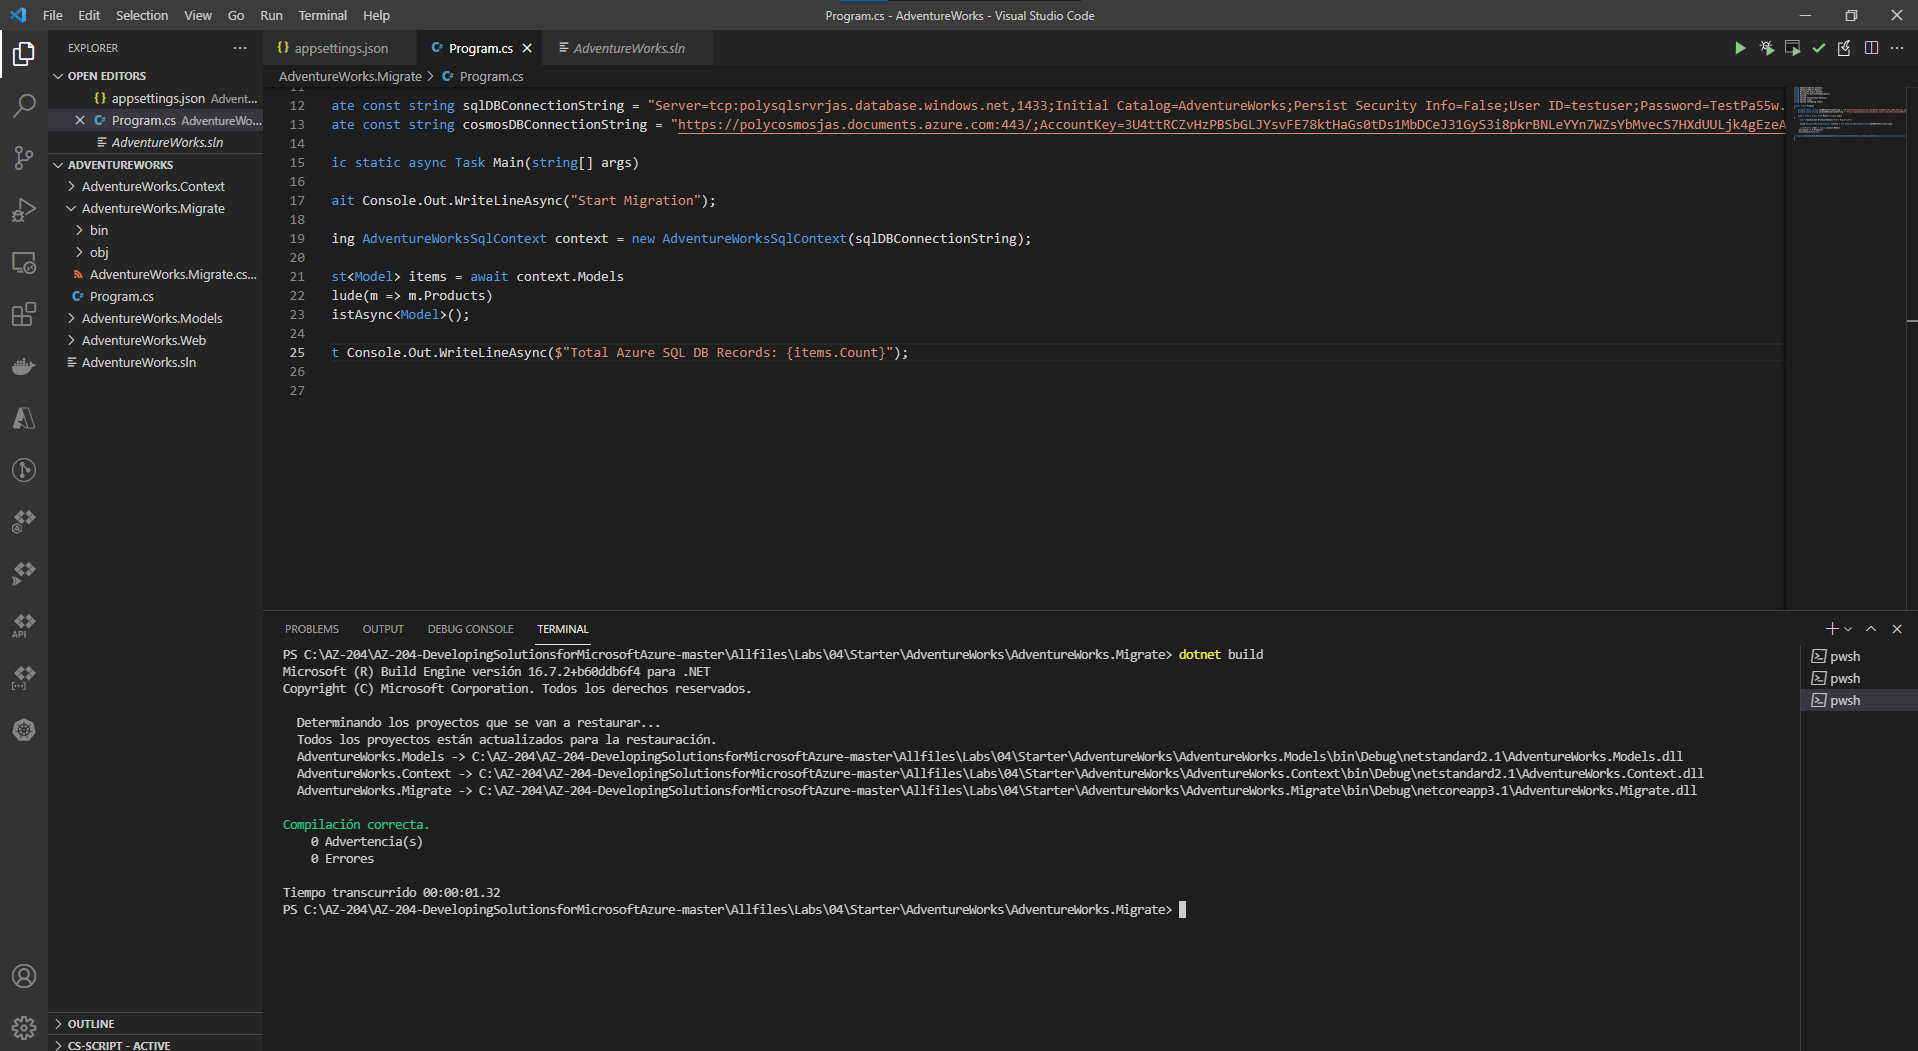 File Edit Selection View Go Run Terminal Help
Program.cs - AdventureWorks - Visual Studio Code
EXPLORER
OPEN EDITORS
appsettings.json Advent...
Program.cs AdventureWo...
AdventureWorks.sln
ADVENTUREWORKS
AdventureWorks.Context
AdventureWorks.Migrate
bin
obj
AdventureWorks.Migrate.cs...
Program.cs
AdventureWorks.Models
AdventureWorks.Web
AdventureWorks.sln
OUTLINE
CS-SCRIPT - ACTIVE
appsettings.json Program.cs AdventureWorks.sln
AdventureWorks.Migrate > Program.cs
11
12 ate const string sqlDBConnectionString = "Server=tcp:polysqlsrvrjas.database.windows.net,1433;Initial Catalog=AdventureWorks;Persist Security Info=False;User ID=testuser;Password=TestPa55w.
13 ate const string cosmosDBConnectionString = "https://polycosmosjas.documents.azure.com:443/;AccountKey=3U4ttRCZvHzPBSbGLJYsvFE78ktHaGs0tDs1MbDCeJ31GyS3i8pkrBNLeYYn7WZsYbMvecS7HXdUULjk4gEzeA
14
15 ic static async Task Main(string[] args)
16
17 ait Console.Out.WriteLineAsync("Start Migration");
18
19 ing AdventureWorksSqlContext context = new AdventureWorksSqlContext(sqlDBConnectionString);
20
21 st<Model> items = await context.Models
22 lude(m => m.Products)
23 istAsync<Model>();
24
25 t Console.Out.WriteLineAsync($"Total Azure SQL DB Records: {items.Count}");
26
27
PROBLEMS OUTPUT DEBUG CONSOLE TERMINAL
PS C:\AZ-204\AZ-204-DevelopingSolutionsforMicrosoftAzure-master\Allfiles\Labs\04\Starter\AdventureWorks\AdventureWorks.Migrate> dotnet build
Microsoft (R) Build Engine versión 16.7.2+b60ddb6f4 para .NET
Copyright (C) Microsoft Corporation. Todos los derechos reservados.
Determinando los proyectos que se van a restaurar...
Todos los proyectos están actualizados para la restauración.
AdventureWorks.Models -> C:\AZ-204\AZ-204-DevelopingSolutionsforMicrosoftAzure-master\Allfiles\Labs\04\Starter\AdventureWorks\AdventureWorks.Models\bin\Debug\netstandard2.1\AdventureWorks.Models.dll
AdventureWorks.Context -> C:\AZ-204\AZ-204-DevelopingSolutionsforMicrosoftAzure-master\Allfiles\Labs\04\Starter\AdventureWorks\AdventureWorks.Context\bin\Debug\netstandard2.1\AdventureWorks.Context.dll
AdventureWorks.Migrate -> C:\AZ-204\AZ-204-DevelopingSolutionsforMicrosoftAzure-master\Allfiles\Labs\04\Starter\AdventureWorks\AdventureWorks.Migrate\bin\Debug\netcoreapp3.1\AdventureWorks.Migrate.dll
Compilación correcta.
0 Advertencia(s)
0 Errores
Tiempo transcurrido 00:00:01.32
PS C:\AZ-204\AZ-204-DevelopingSolutionsforMicrosoftAzure-master\Allfiles\Labs\04\Starter\AdventureWorks\AdventureWorks.Migrate>
pwsh
pwsh
pwsh
API